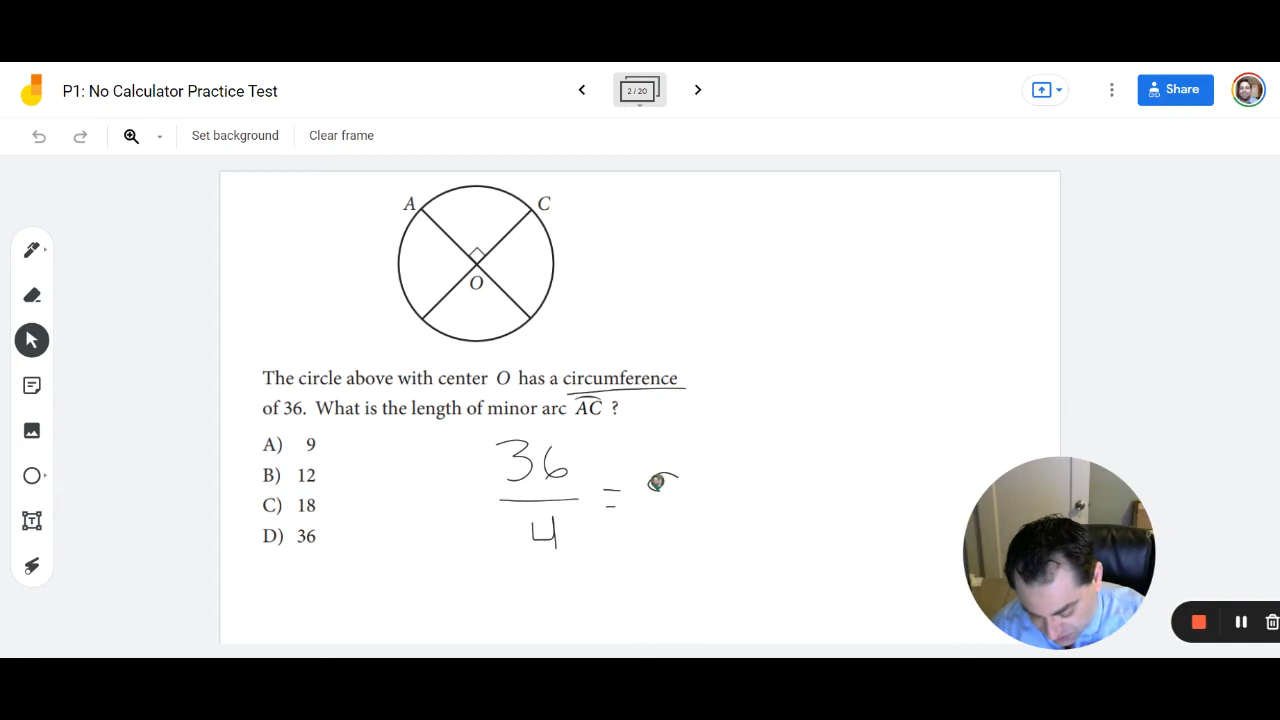 P1: No Calculator Practice Test
2 / 20
Share
Set background
Clear frame
A
C
O
The circle above with center O has a circumference
of 36. What is the length of minor arc AC ?
A) 9
B) 12
C) 18
D) 36
36
=
4